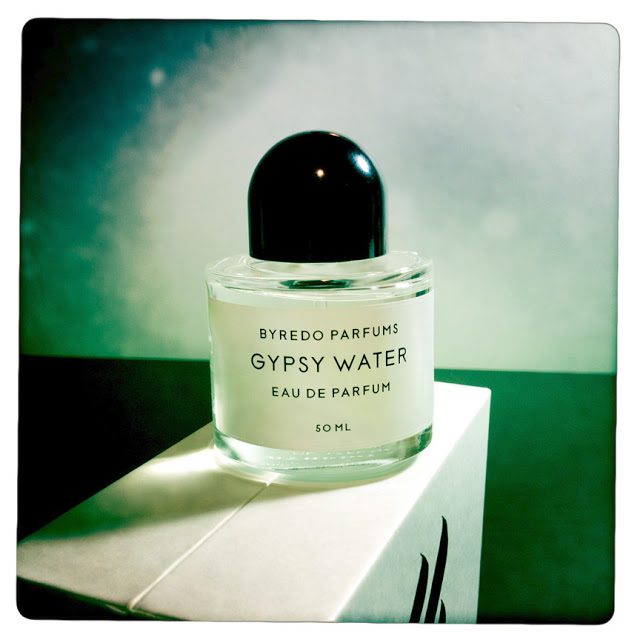 BYREDO PARFUMS
GYPSY WATER
EAU DE PARFUM
50 ML